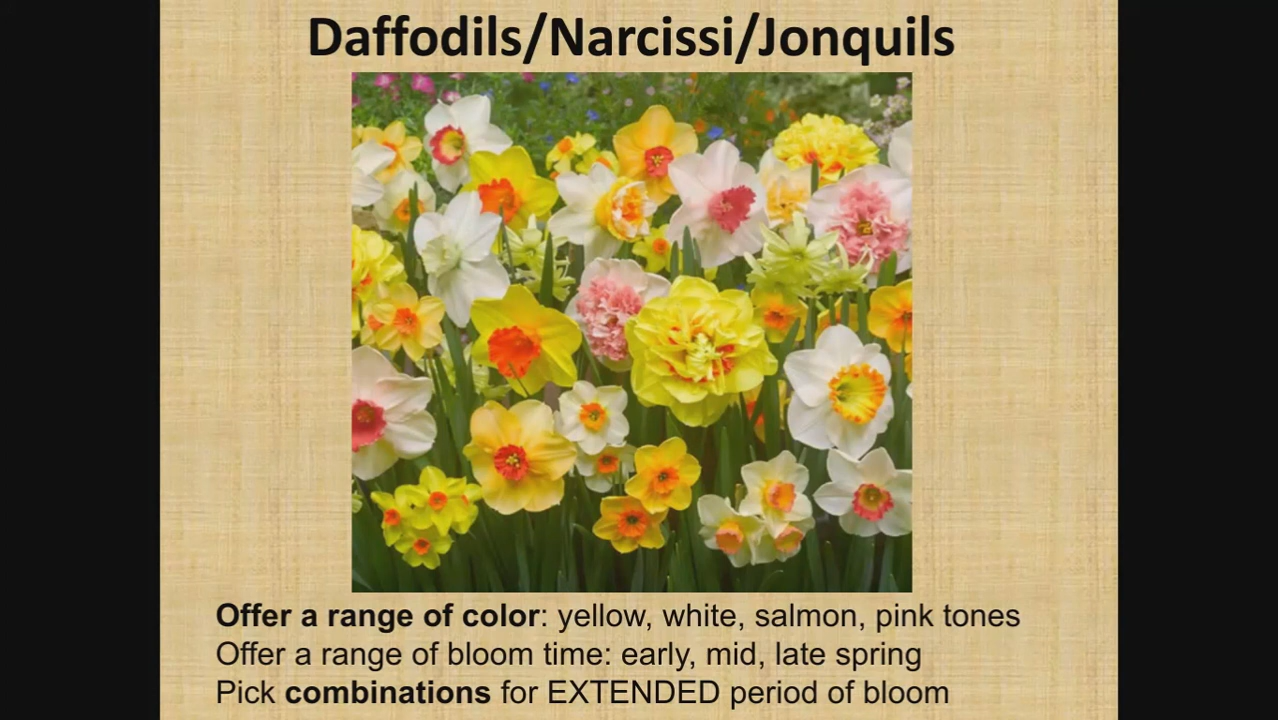 Daffodils/Narcissi/Jonquils
Offer a range of color: yellow, white, salmon, pink tones
Offer a range of bloom time: early, mid, late spring
Pick combinations for EXTENDED period of bloom